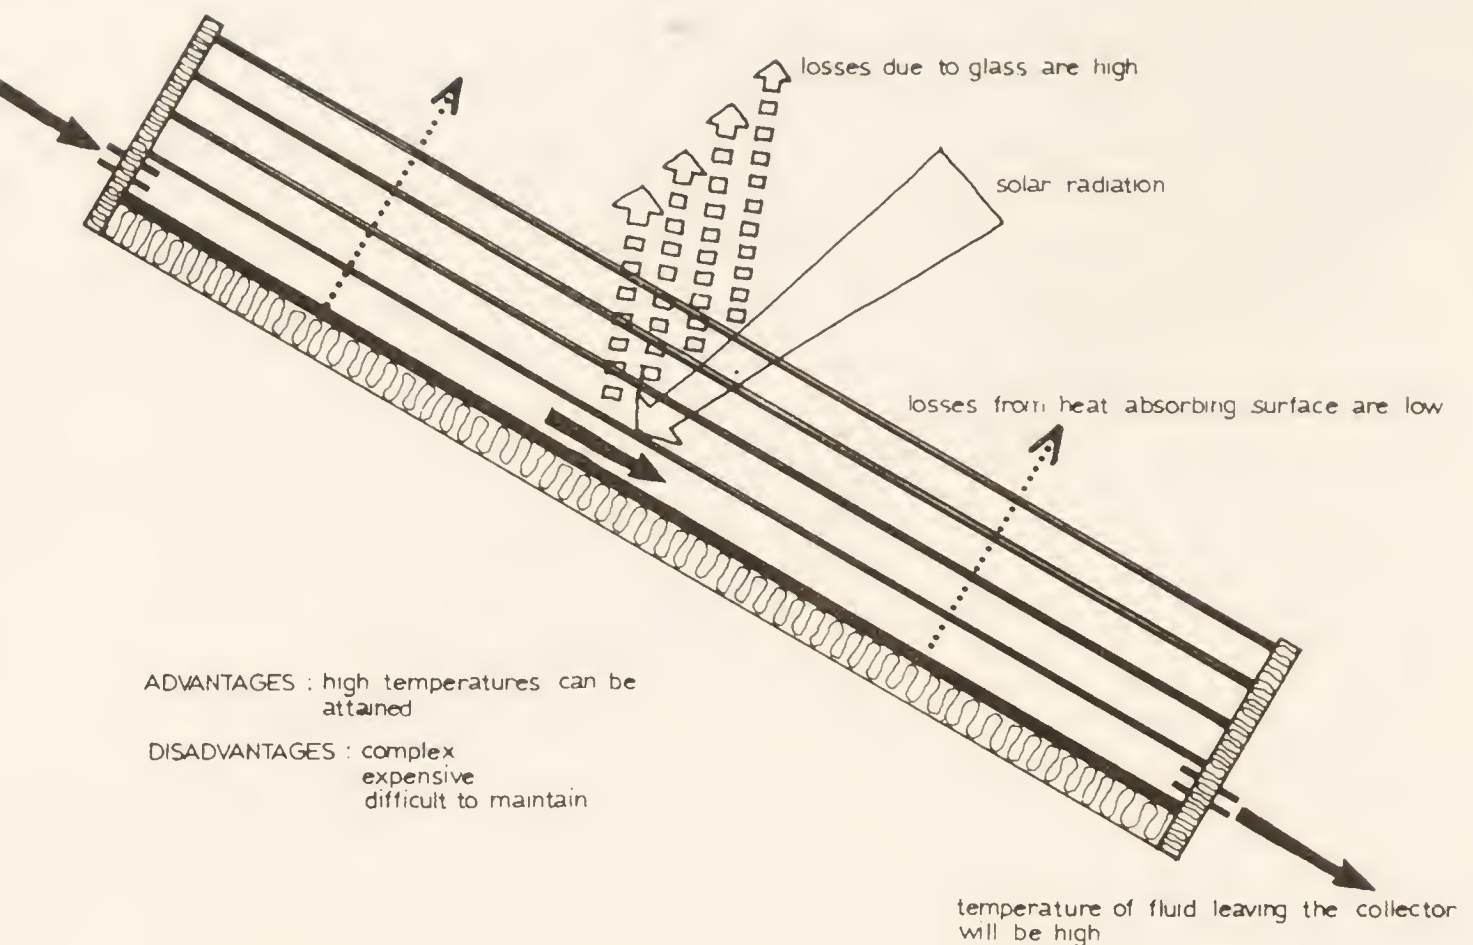 losses due to glass are high
solar radiation
losses from heat absorbing surface are low
ADVANTAGES : high temperatures can be
attained
DISADVANTAGES : complex
expensive
difficult to maintain
temperature of fluid leaving the collector
will be high